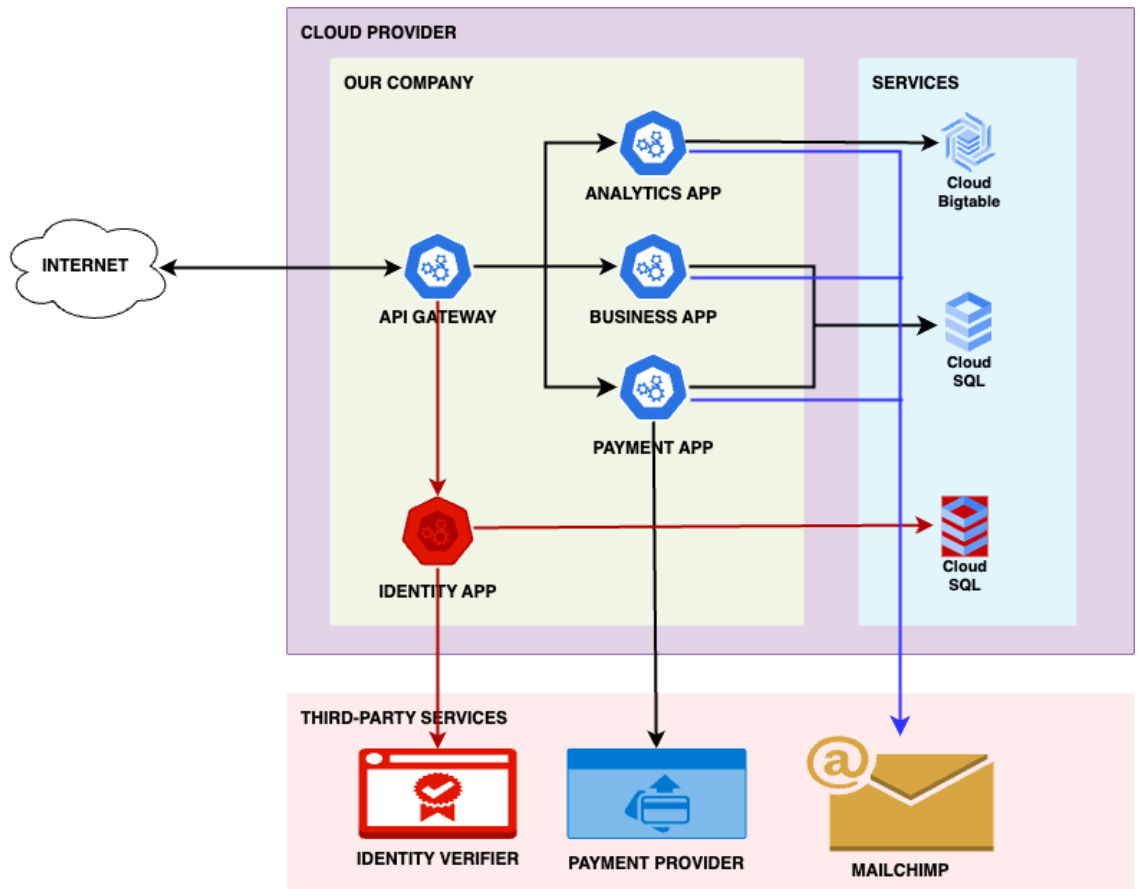 CLOUD PROVIDER
OUR COMPANY
SERVICES
ANALYTICS APP
Cloud
Bigtable
INTERNET
API GATEWAY
BUSINESS APP
Cloud
SQL
PAYMENT APP
IDENTITY APP
Cloud
SQL
THIRD-PARTY SERVICES
@
IDENTITY VERIFIER
PAYMENT PROVIDER
MAILCHIMP